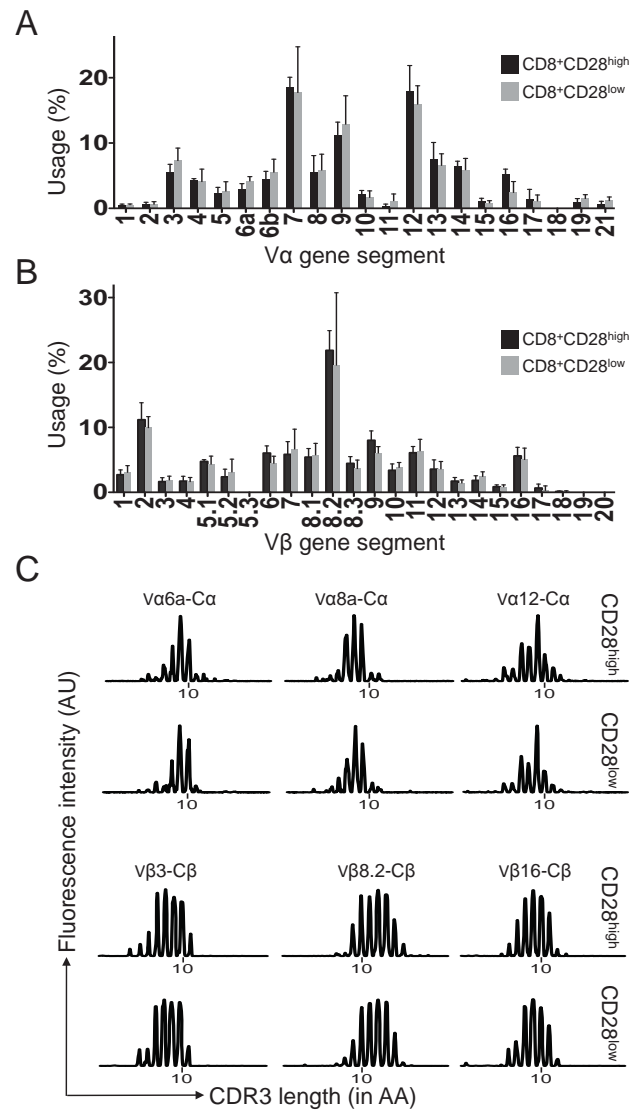 A
Usage (%)
20
10
0
CD8+CD28high
CD8+CD28low
1 2 3 4 5 6a 6b 7 8 9 10 11 12 13 14 15 16 17 18 19 21
Vα gene segment
B
Usage (%)
30
20
10
0
CD8+CD28high
CD8+CD28low
1 2 3 4 5.1 5.2 5.3 6 7 8.1 8.2 8.3 9 10 11 12 13 14 15 16 17 18 19 20
Vβ gene segment
C
Fluorescence intensity (AU)
Vα6a-Cα Vα8a-Cα Vα12-Cα
CD28high
10 10 10
CD28low
10 10 10
Vβ3-Cβ Vβ8.2-Cβ Vβ16-Cβ
CD28high
10 10 10
CD28low
10 10 10
CDR3 length (in AA)